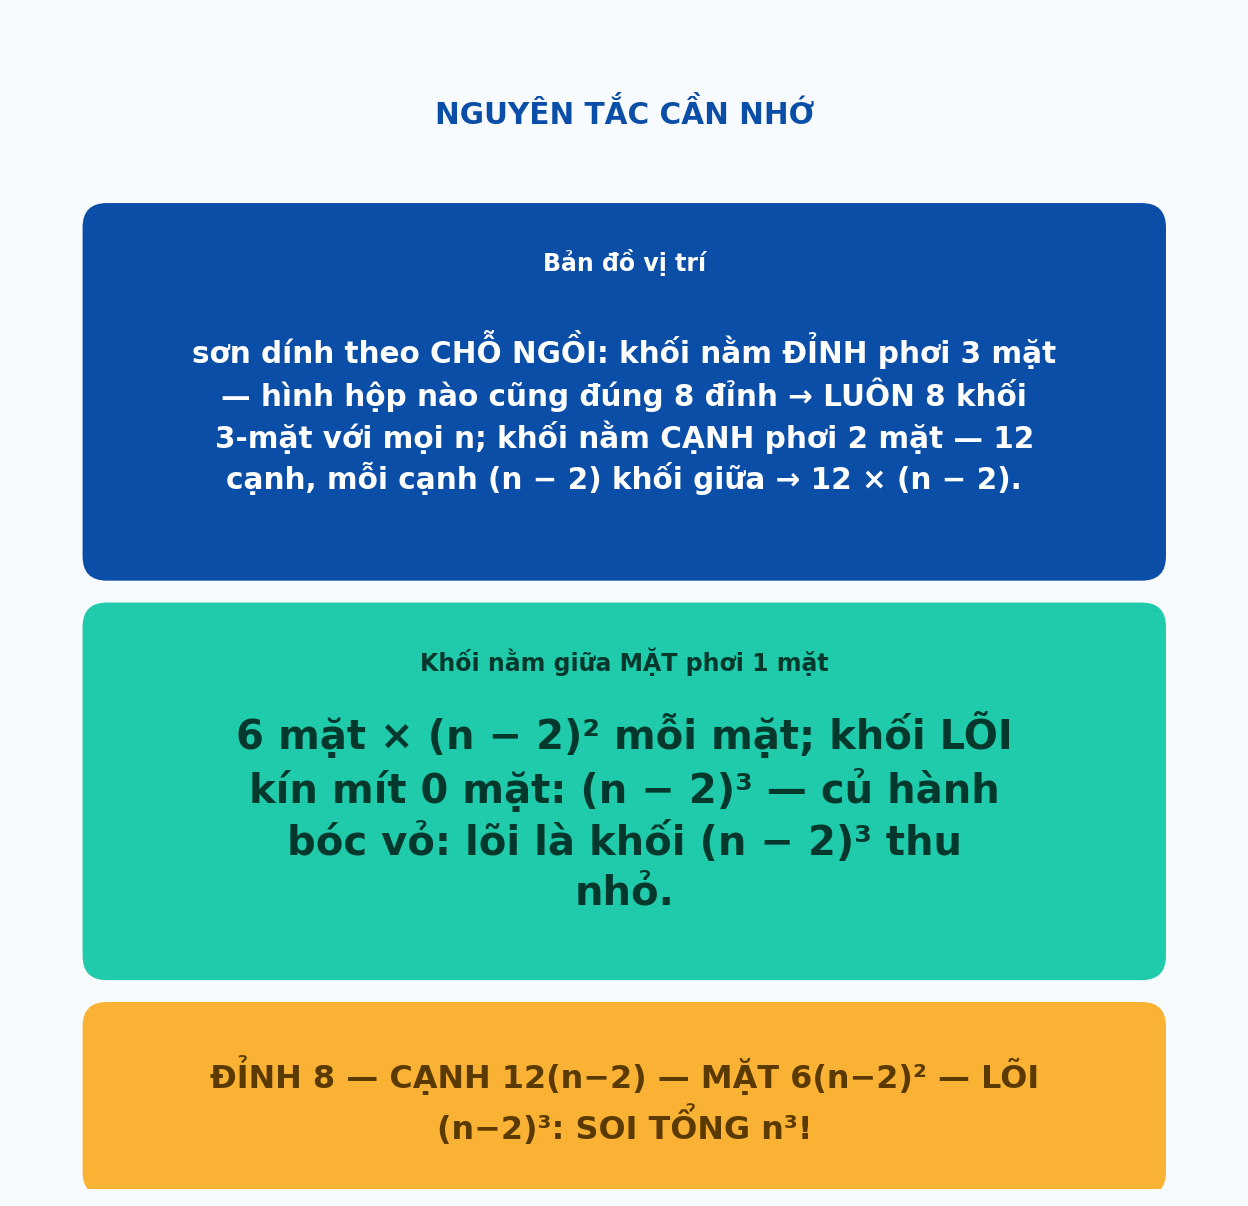 NGUYÊN TẮC CẦN NHỚ
Bản đồ vị trí
sơn dính theo CHỖ NGỒI: khối nằm ĐỈNH phơi 3 mặt
— hình hộp nào cũng đúng 8 đỉnh → LUÔN 8 khối
3-mặt với mọi n; khối nằm CẠNH phơi 2 mặt — 12
cạnh, mỗi cạnh (n − 2) khối giữa → 12 × (n − 2).
Khối nằm giữa MẶT phơi 1 mặt
6 mặt × (n − 2)² mỗi mặt; khối LÕI
kín mít 0 mặt: (n − 2)³ — củ hành
bóc vỏ: lõi là khối (n − 2)³ thu
nhỏ.
ĐỈNH 8 — CẠNH 12(n−2) — MẶT 6(n−2)² — LÕI
(n−2)³: SOI TỔNG n³!